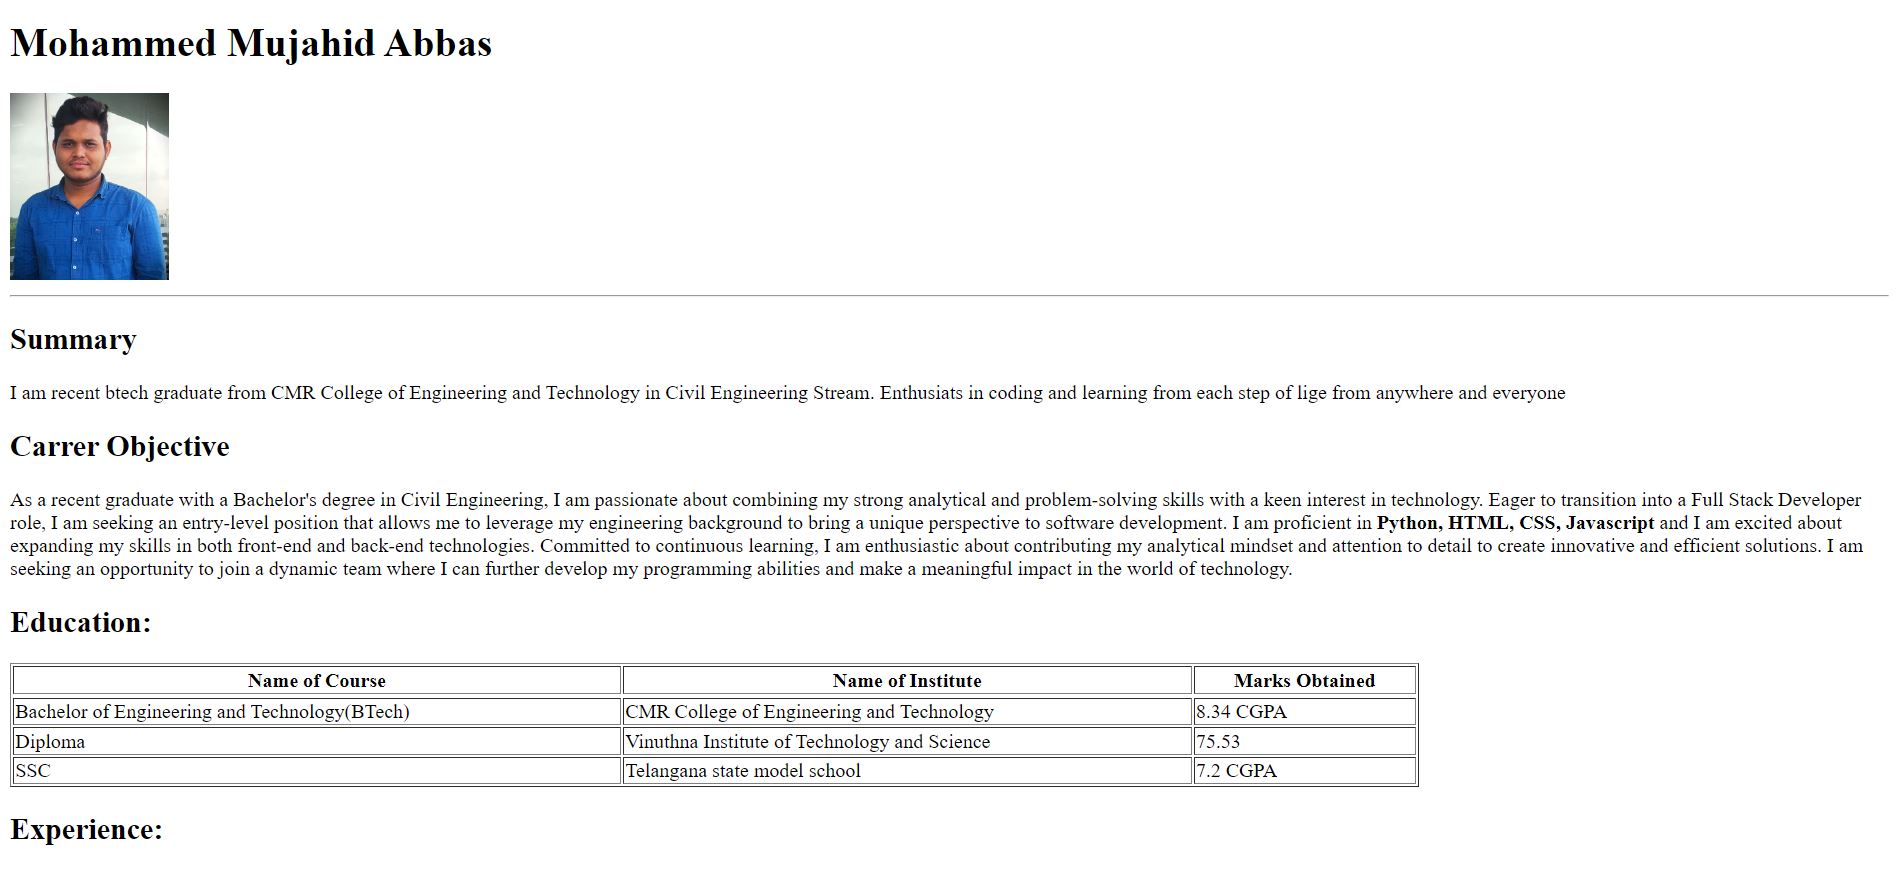 Mohammed Mujahid Abbas
Summary
I am recent btech graduate from CMR College of Engineering and Technology in Civil Engineering Stream. Enthusiats in coding and learning from each step of lige from anywhere and everyone
Carrer Objective
As a recent graduate with a Bachelor's degree in Civil Engineering, I am passionate about combining my strong analytical and problem-solving skills with a keen interest in technology. Eager to transition into a Full Stack Developer
role, I am seeking an entry-level position that allows me to leverage my engineering background to bring a unique perspective to software development. I am proficient in Python, HTML, CSS, Javascript and I am excited about
expanding my skills in both front-end and back-end technologies. Committed to continuous learning, I am enthusiastic about contributing my analytical mindset and attention to detail to create innovative and efficient solutions. I am
seeking an opportunity to join a dynamic team where I can further develop my programming abilities and make a meaningful impact in the world of technology.
Education:
Name of Course Name of Institute Marks Obtained
Bachelor of Engineering and Technology(BTech) CMR College of Engineering and Technology 8.34 CGPA
Diploma Vinuthna Institute of Technology and Science 75.53
SSC Telangana state model school 7.2 CGPA
Experience: